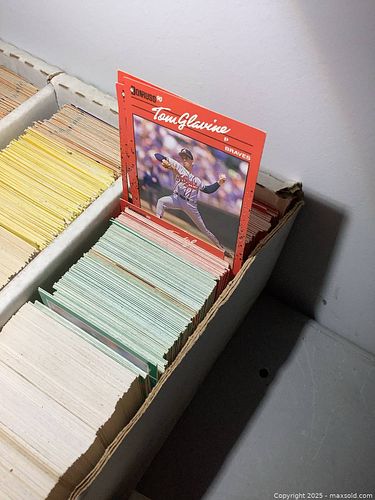 DONRUSS 90
Tom Glavine
P
BRAVES
Copyright 2025 - maxsold.com